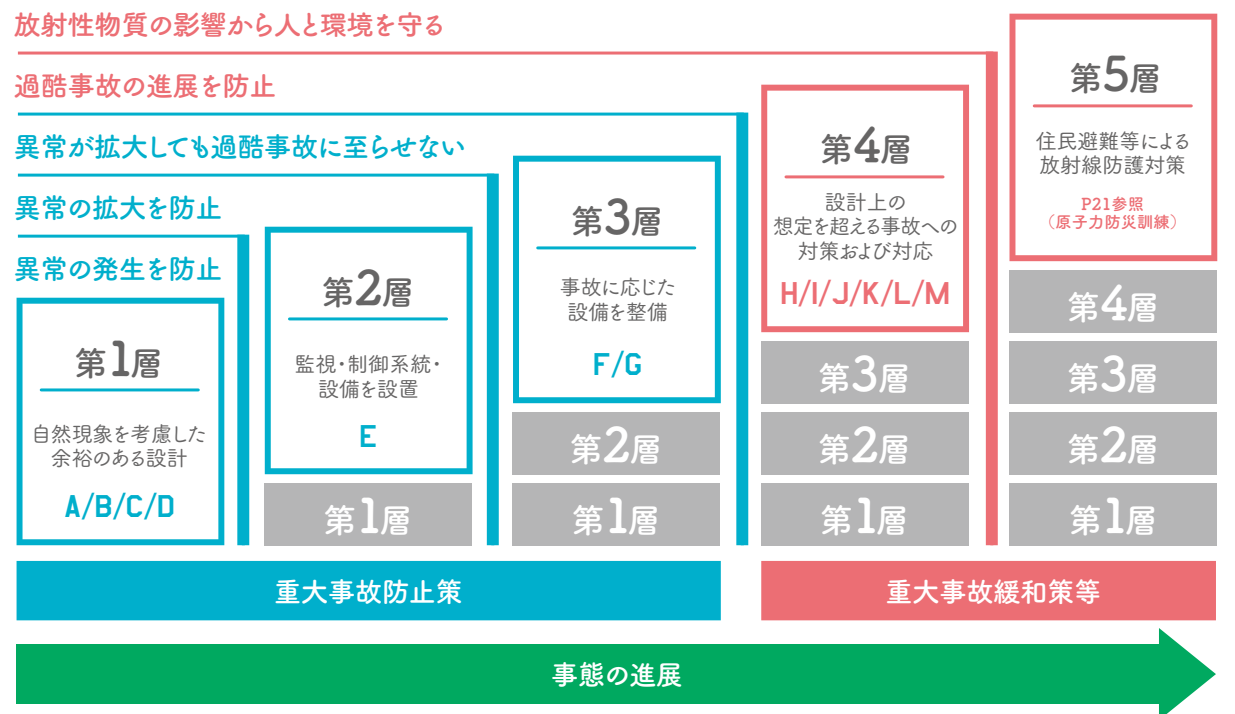 放射性物質の影響から人と環境を守る
過酷事故の進展を防止
異常が拡大しても過酷事故に至らせない
異常の拡大を防止
異常の発生を防止
第1層
自然現象を考慮した
余裕のある設計
A/B/C/D
第2層
監視・制御系統・
設備を設置
E
第1層
第3層
事故に応じた
設備を整備
F/G
第2層
第1層
第4層
設計上の
想定を超える事故への
対策および対応
H/I/J/K/L/M
第3層
第2層
第1層
第5層
住民避難等による
放射線防護対策
P21参照
（原子力防災訓練）
第4層
第3層
第2層
第1層
重大事故防止策
重大事故緩和策等
事態の進展